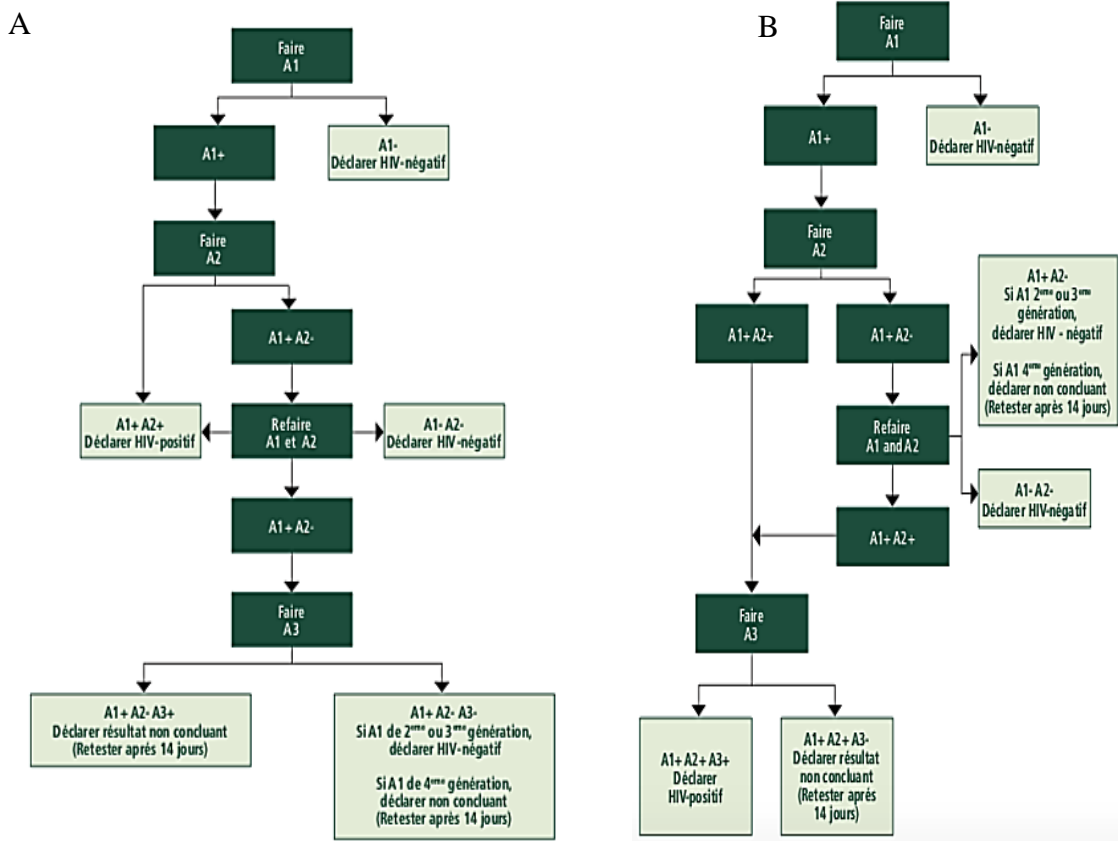 A
Faire
A1
A1+
A1-
Déclarer HIV-négatif
Faire
A2
A1+ A2-
A1+ A2+
Déclarer HIV-positif
Refaire
A1 et A2
A1- A2-
Déclarer HIV-négatif
A1+ A2-
Faire
A3
A1+ A2- A3+
Déclarer résultat non concluant
(Retester après 14 jours)
A1+ A2- A3-
Si A1 de 2eme ou 3eme génération,
déclarer HIV-négatif
Si A1 de 4eme génération,
déclarer non concluant
(Retester après 14 jours)
B
Faire
A1
A1+
A1-
Déclarer HIV-négatif
Faire
A2
A1+ A2+
A1+ A2-
A1+ A2-
Si A1 2eme ou 3eme
génération,
déclarer HIV - négatif
Si A1 4eme génération,
déclarer non concluant
(Retester après 14 jours)
Refaire
A1 and A2
A1- A2-
Déclarer HIV-négatif
A1+ A2+
Faire
A3
A1+ A2+ A3+
Déclarer
HIV-positif
A1+ A2+ A3-
Déclarer résultat
non concluant
(Retester après
14 jours)